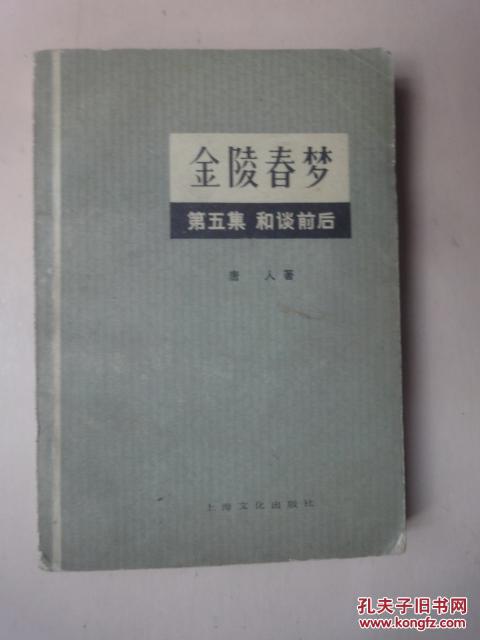 金陵春梦
第五集 和谈前后
唐 人著
上海文化出版社
孔夫子旧书网
www.kongfz.com